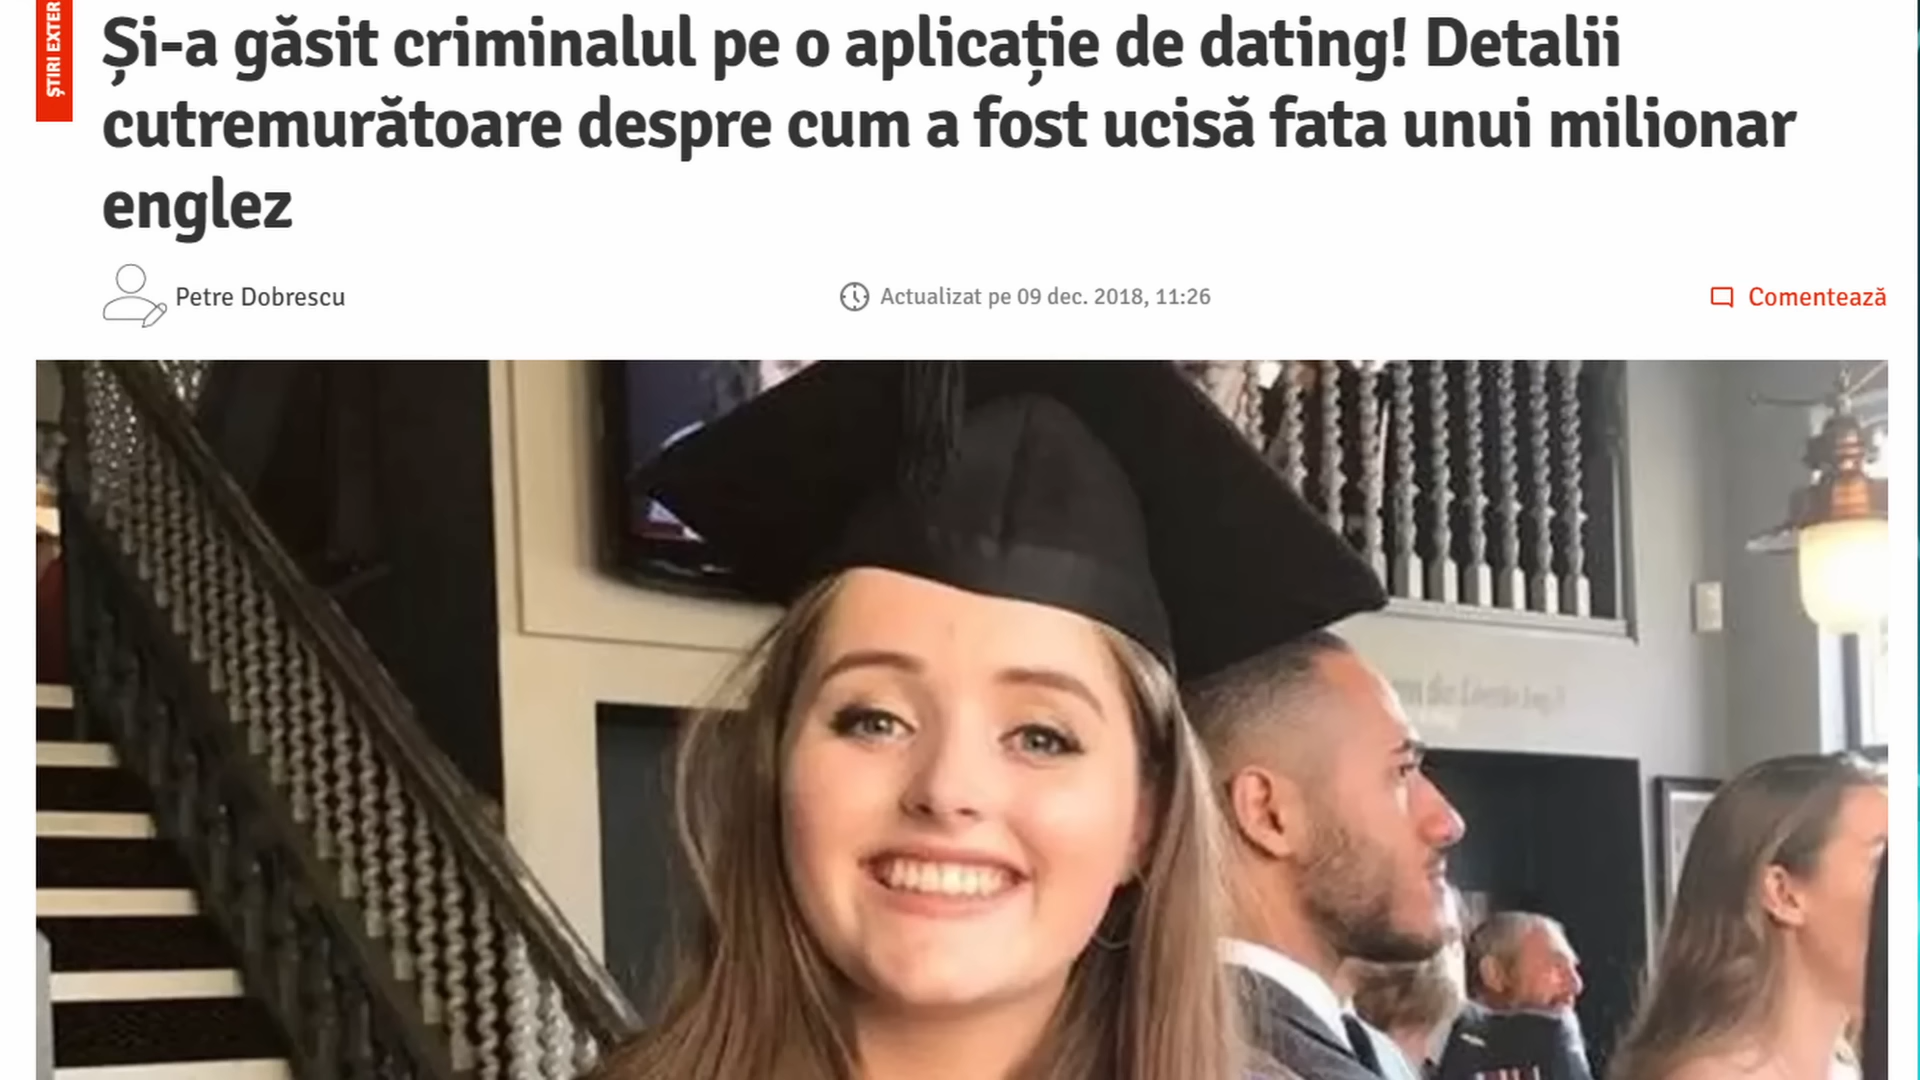 ȘTIRI EXTER
Și-a găsit criminalul pe o aplicație de dating! Detalii
cutremurătoare despre cum a fost ucisă fata unui milionar
englez
Petre Dobrescu
Actualizat pe 09 dec. 2018, 11:26
Comentează